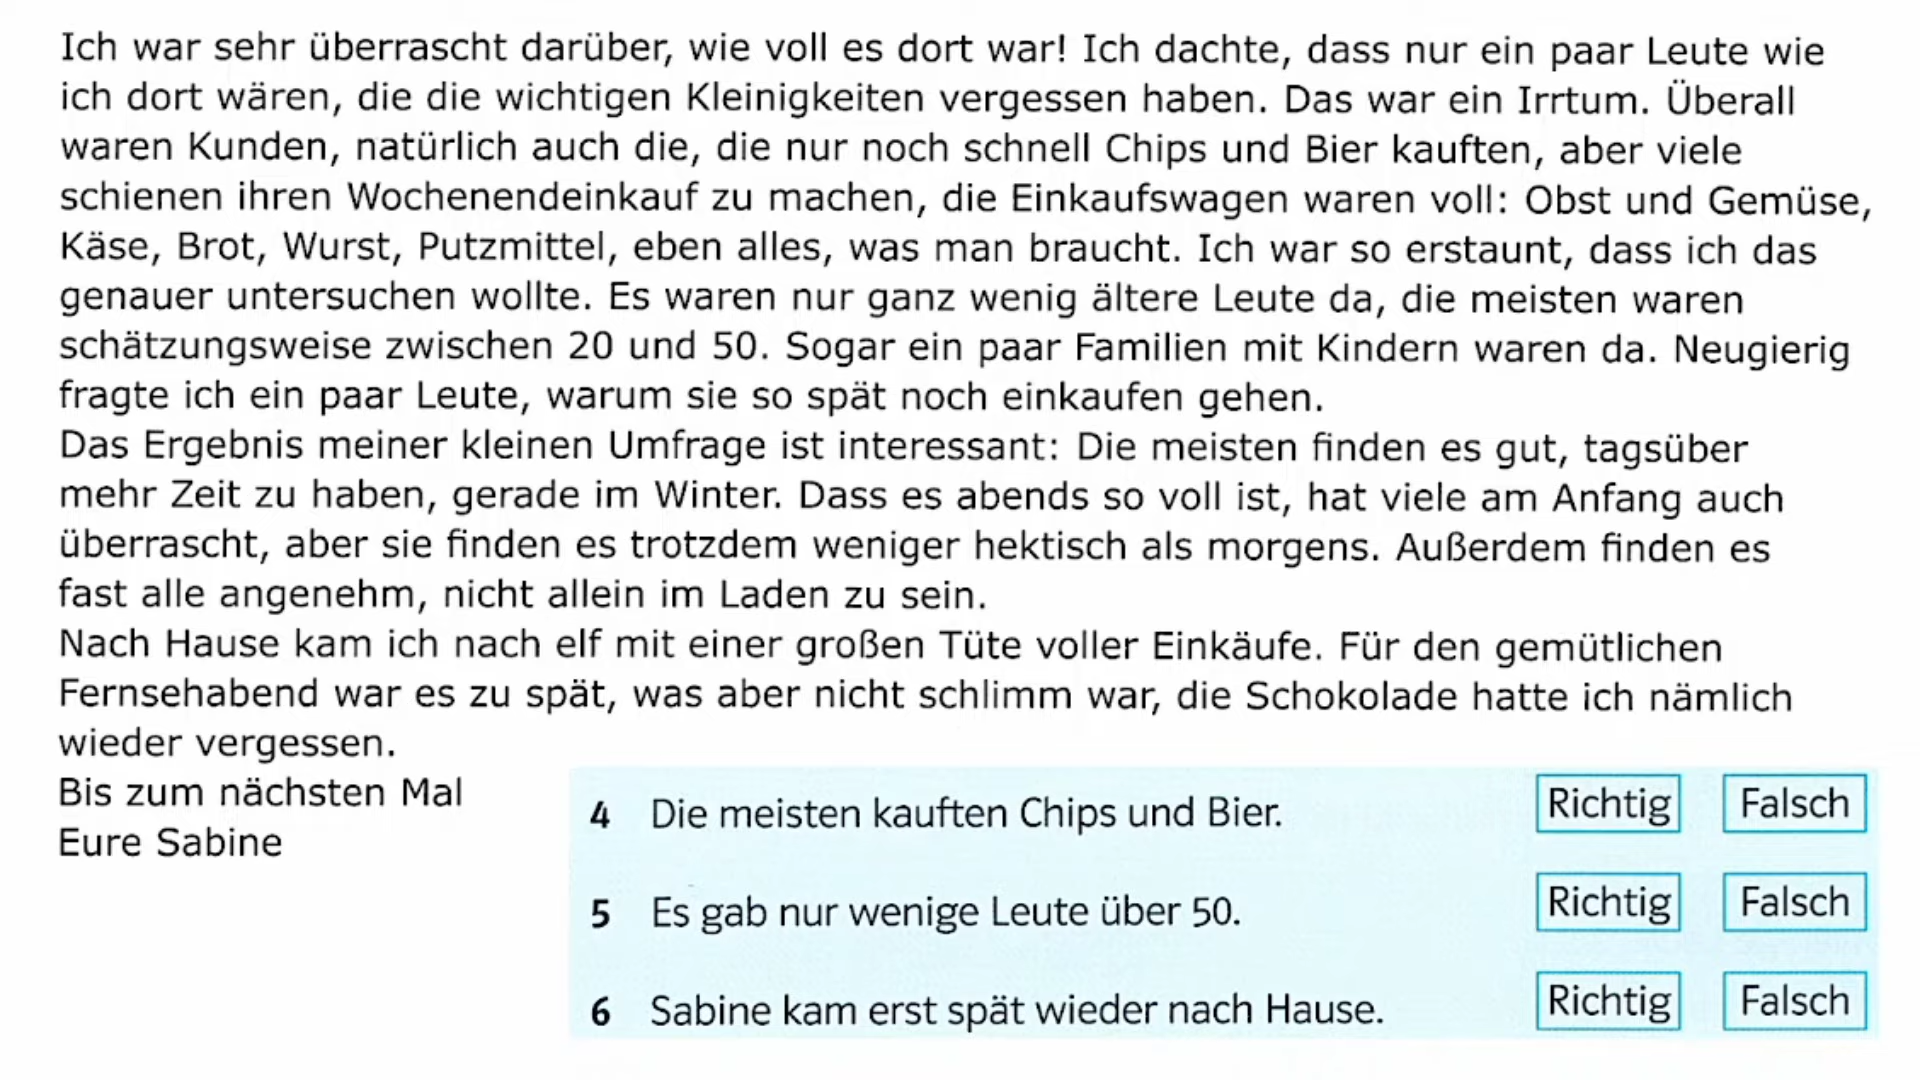 Ich war sehr überrascht darüber, wie voll es dort war! Ich dachte, dass nur ein paar Leute wie
ich dort wären, die die wichtigen Kleinigkeiten vergessen haben. Das war ein Irrtum. Überall
waren Kunden, natürlich auch die, die nur noch schnell Chips und Bier kauften, aber viele
schienen ihren Wochenendeinkauf zu machen, die Einkaufswagen waren voll: Obst und Gemüse,
Käse, Brot, Wurst, Putzmittel, eben alles, was man braucht. Ich war so erstaunt, dass ich das
genauer untersuchen wollte. Es waren nur ganz wenig ältere Leute da, die meisten waren
schätzungsweise zwischen 20 und 50. Sogar ein paar Familien mit Kindern waren da. Neugierig
fragte ich ein paar Leute, warum sie so spät noch einkaufen gehen.
Das Ergebnis meiner kleinen Umfrage ist interessant: Die meisten finden es gut, tagsüber
mehr Zeit zu haben, gerade im Winter. Dass es abends so voll ist, hat viele am Anfang auch
überrascht, aber sie finden es trotzdem weniger hektisch als morgens. Außerdem finden es
fast alle angenehm, nicht allein im Laden zu sein.
Nach Hause kam ich nach elf mit einer großen Tüte voller Einkäufe. Für den gemütlichen
Fernsehabend war es zu spät, was aber nicht schlimm war, die Schokolade hatte ich nämlich
wieder vergessen.
Bis zum nächsten Mal
Eure Sabine
4 Die meisten kauften Chips und Bier. Richtig Falsch
5 Es gab nur wenige Leute über 50. Richtig Falsch
6 Sabine kam erst spät wieder nach Hause. Richtig Falsch